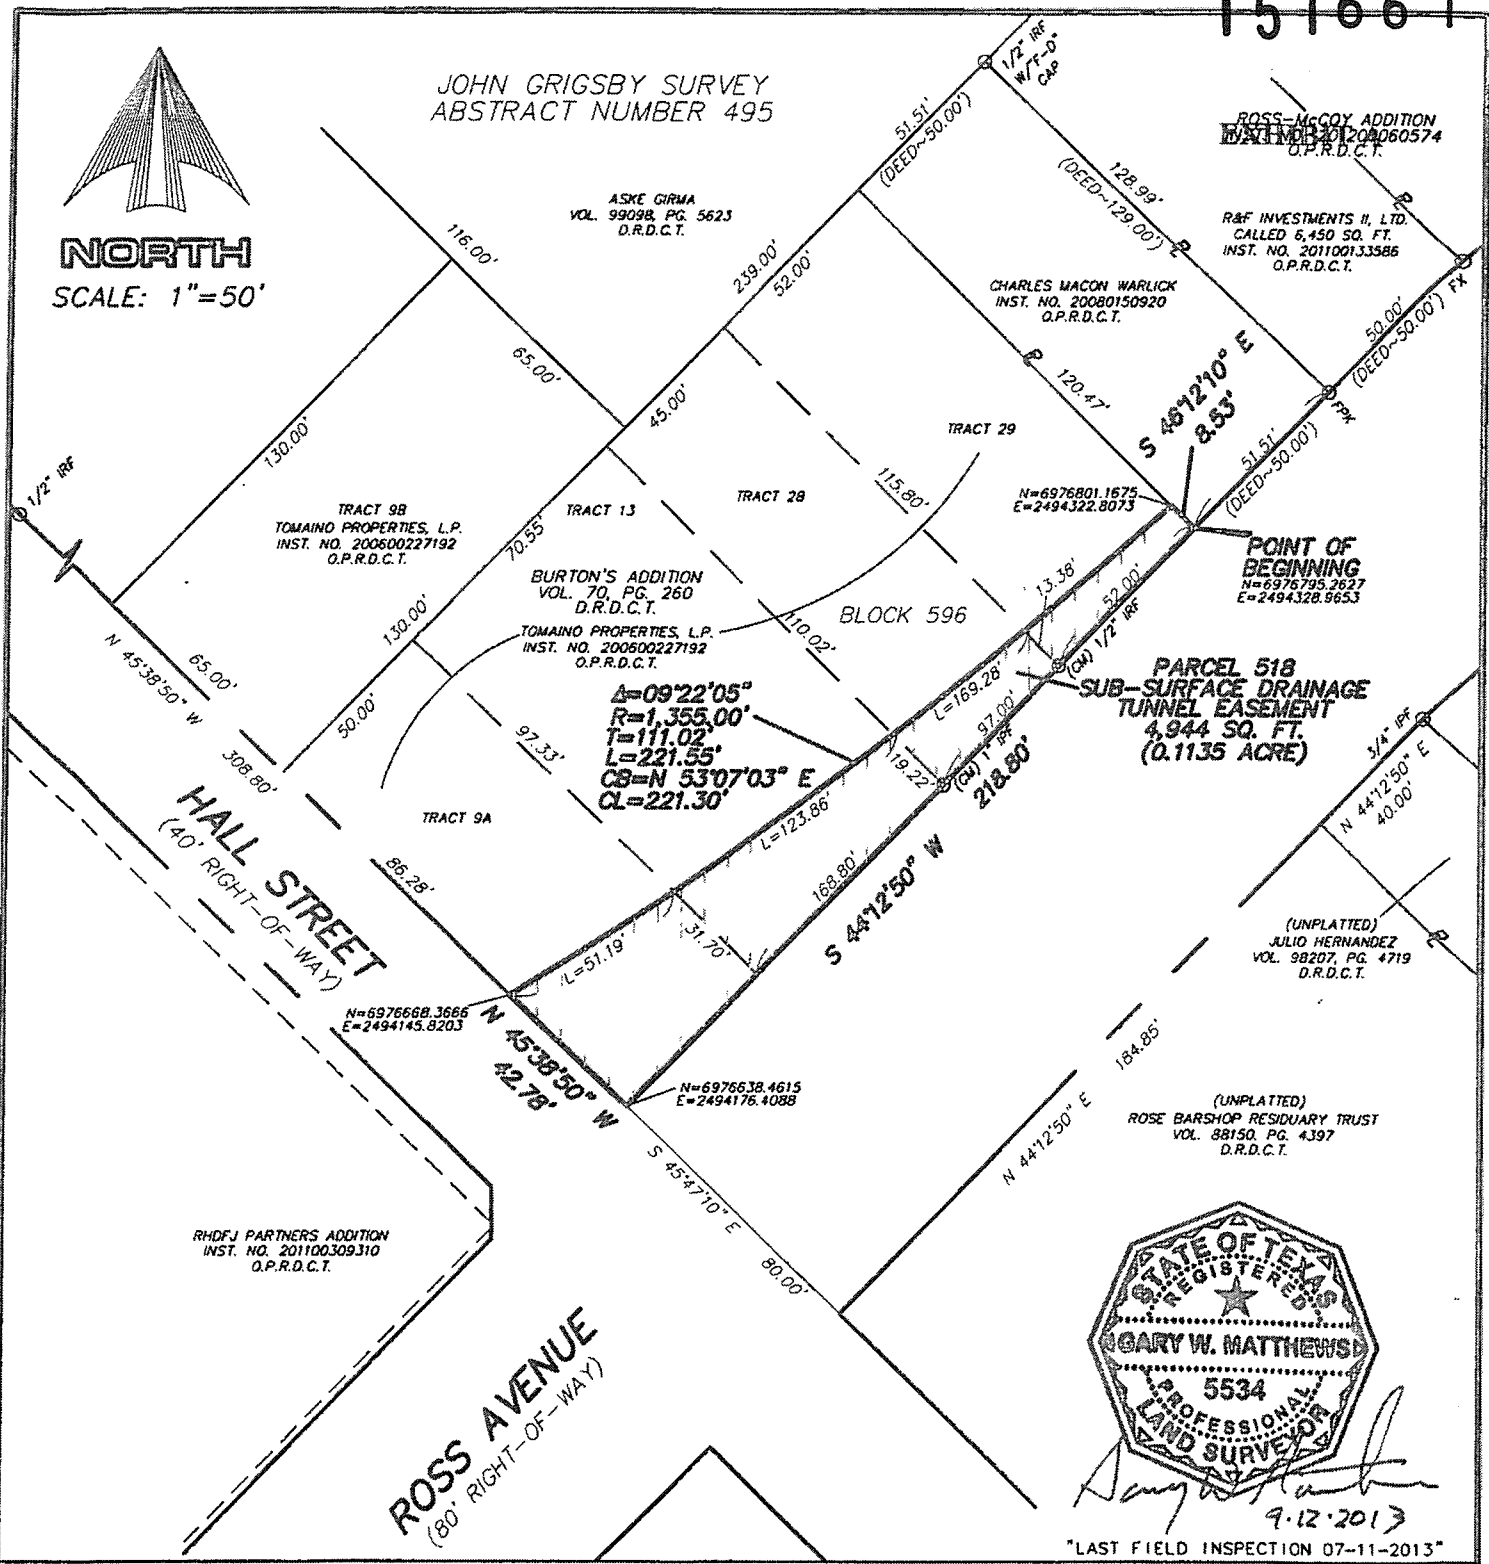 151661
JOHN GRIGSBY SURVEY
ABSTRACT NUMBER 495
NORTH
SCALE: 1"=50'
1/2" IRF
W/"F-D"
CAP
51.51'
(DEED~50.00')
ROSS-McCOY ADDITION
EXHIBIT A
O.P.R.D.C.T.
128.99'
(DEED~129.00')
R&F INVESTMENTS II, LTD.
CALLED 6,450 SQ. FT.
INST. NO. 201100133586
O.P.R.D.C.T.
ASKE GIRMA
VOL. 99098, PG. 5623
D.R.D.C.T.
116.00'
239.00'
52.00'
CHARLES MACON WARLICK
INST. NO. 20080150920
O.P.R.D.C.T.
FX
50.00'
(DEED~50.00')
FPK
65.00'
45.00'
120.47'
S 46°12'10" E
8.53'
51.51'
(DEED~50.00')
130.00'
1/2" IRF
TRACT 29
TRACT 28
115.80'
N=6976801.1675
E=2494322.8073
TRACT 9B
TOMAINO PROPERTIES, L.P.
INST. NO. 200600227192
O.P.R.D.C.T.
TRACT 13
70.55'
POINT OF
BEGINNING
N=6976795.2627
E=2494328.9653
BURTON'S ADDITION
VOL. 70, PG. 260
D.R.D.C.T.
13.38'
52.00'
(CM) 1/2" IRF
130.00'
110.02'
BLOCK 596
TOMAINO PROPERTIES, L.P.
INST. NO. 200600227192
O.P.R.D.C.T.
N 45°38'50" W
65.00'
308.80'
50.00'
97.33'
Δ=09°22'05"
R=1,355.00'
T=111.02'
L=221.55'
CB=N 53°07'03" E
CL=221.30'
L=169.28'
97.00'
PARCEL 518
SUB-SURFACE DRAINAGE
TUNNEL EASEMENT
4,944 SQ. FT.
(0.1135 ACRE)
19.22'
(CM) 1" IPF
218.80'
3/4" IPF
N 44°12'50" E
40.00'
TRACT 9A
L=123.86'
HALL STREET
(40' RIGHT-OF-WAY)
86.28'
168.80'
S 44°12'50" W
31.70'
L=51.19'
(UNPLATTED)
JULIO HERNANDEZ
VOL. 98207, PG. 4719
D.R.D.C.T.
N=6976668.3666
E=2494145.8203
N 45°38'50" W
42.78'
184.85'
N 44°12'50" E
N=6976638.4615
E=2494176.4088
(UNPLATTED)
ROSE BARSHOP RESIDUARY TRUST
VOL. 88150, PG. 4397
D.R.D.C.T.
S 45°47'10" E
80.00'
RHDFJ PARTNERS ADDITION
INST. NO. 201100309310
O.P.R.D.C.T.
ROSS AVENUE
(80' RIGHT-OF-WAY)
STATE OF TEXAS
REGISTERED
GARY W. MATTHEWS
5534
PROFESSIONAL
LAND SURVEYOR
9.12.2013
"LAST FIELD INSPECTION 07-11-2013"